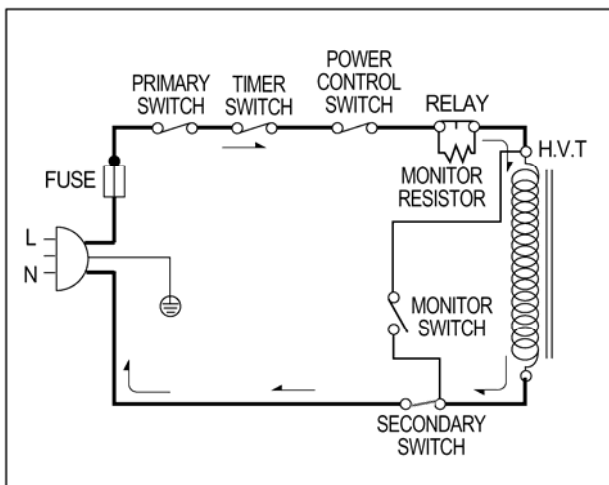 PRIMARY
SWITCH
TIMER
SWITCH
POWER
CONTROL
SWITCH
RELAY
H.V.T
FUSE
MONITOR
RESISTOR
L
N
MONITOR
SWITCH
SECONDARY
SWITCH